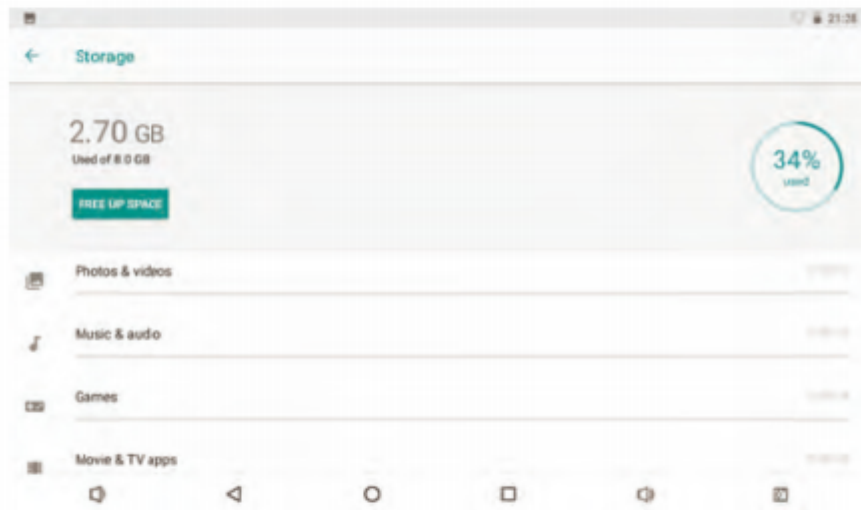 21:28
Storage
2.70 GB
Used of 8.0 GB
34%
used
FREE UP SPACE
Photos & videos
Music & audio
Games
Movie & TV apps